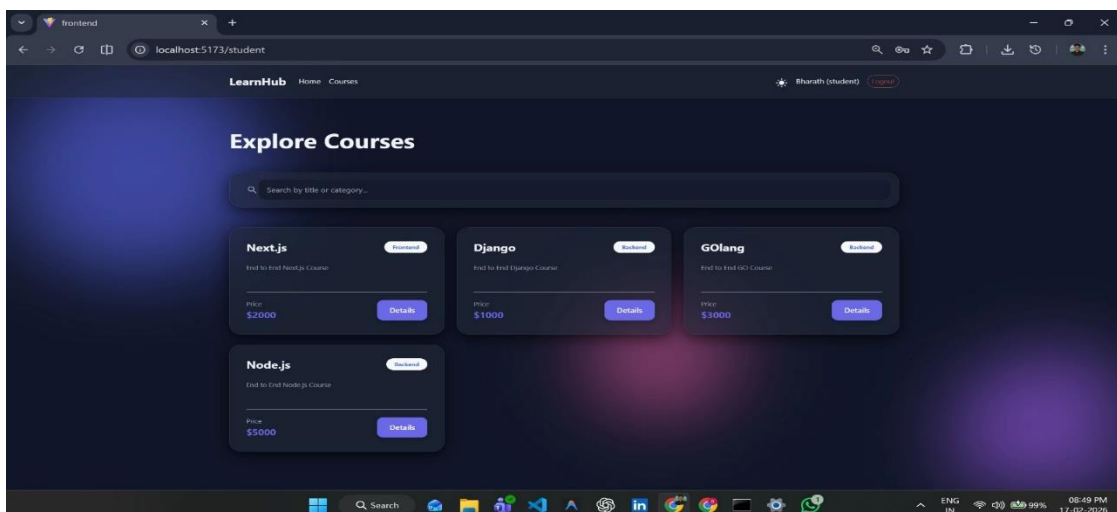 frontend
localhost:5173/student
LearnHub Home Courses Bharath (student) Logout
Explore Courses
Search by title or category...
Next.js Frontend
End to End Next.js Course
Price
$2000 Details
Django Backend
End to End Django Course
Price
$1000 Details
GOlang Backend
End to End GO Course
Price
$3000 Details
Node.js Backend
End to End Node.js Course
Price
$5000 Details
Search
ENG
IN
99%
08:49 PM
17-02-2026